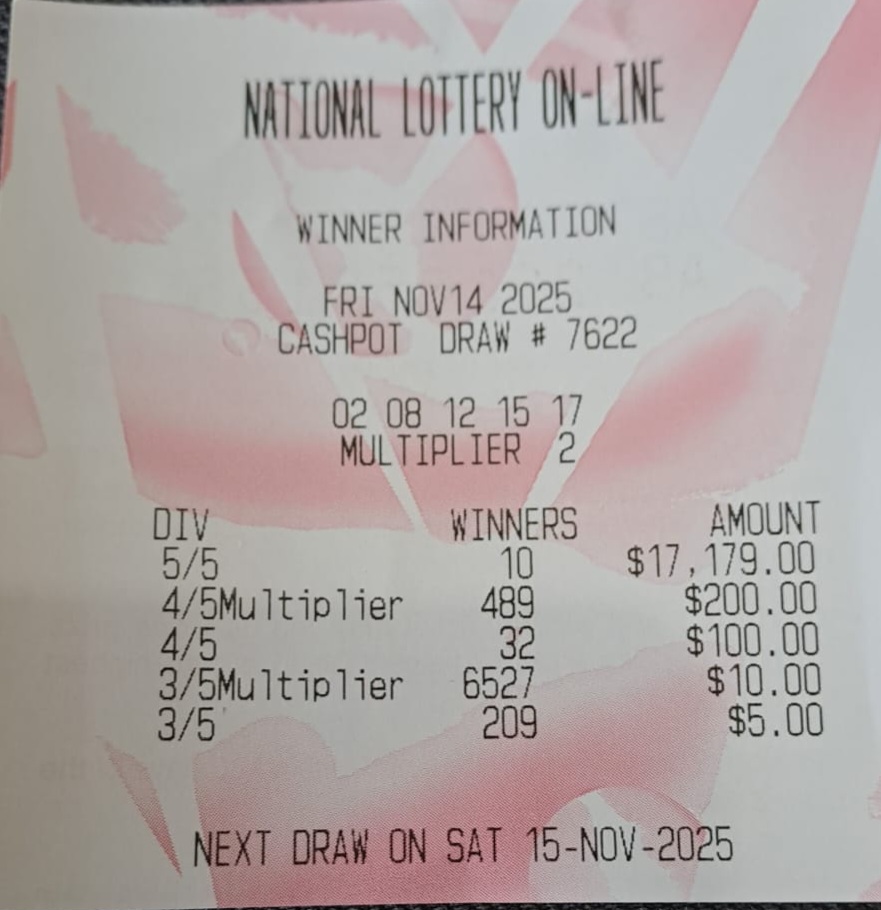 NATIONAL LOTTERY ON-LINE
WINNER INFORMATION
FRI NOV14 2025
CASHPOT DRAW # 7622
02 08 12 15 17
MULTIPLIER 2
DIV WINNERS AMOUNT
5/5 10 $17,179.00
4/5Multiplier 489 $200.00
4/5 32 $100.00
3/5Multiplier 6527 $10.00
3/5 209 $5.00
NEXT DRAW ON SAT 15-NOV-2025